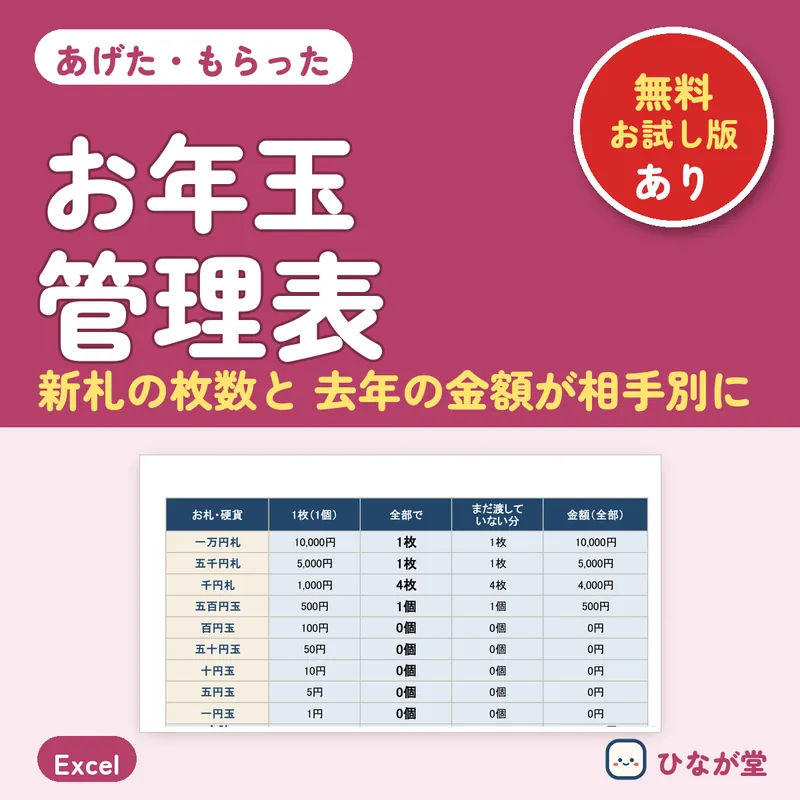 あげた・もらった
無料
お試し版
あり
お年玉
管理表
新札の枚数と 去年の金額が相手別に
お札・硬貨 1枚(1個) 全部で まだ渡して いない分 金額(全部)
一万円札 10,000円 1枚 1枚 10,000円
五千円札 5,000円 1枚 1枚 5,000円
千円札 1,000円 4枚 4枚 4,000円
五百円玉 500円 1個 1個 500円
百円玉 100円 0個 0個 0円
五十円玉 50円 0個 0個 0円
十円玉 10円 0個 0個 0円
五円玉 5円 0個 0個 0円
一円玉 1円 0個 0個 0円
Excel
ひなが堂